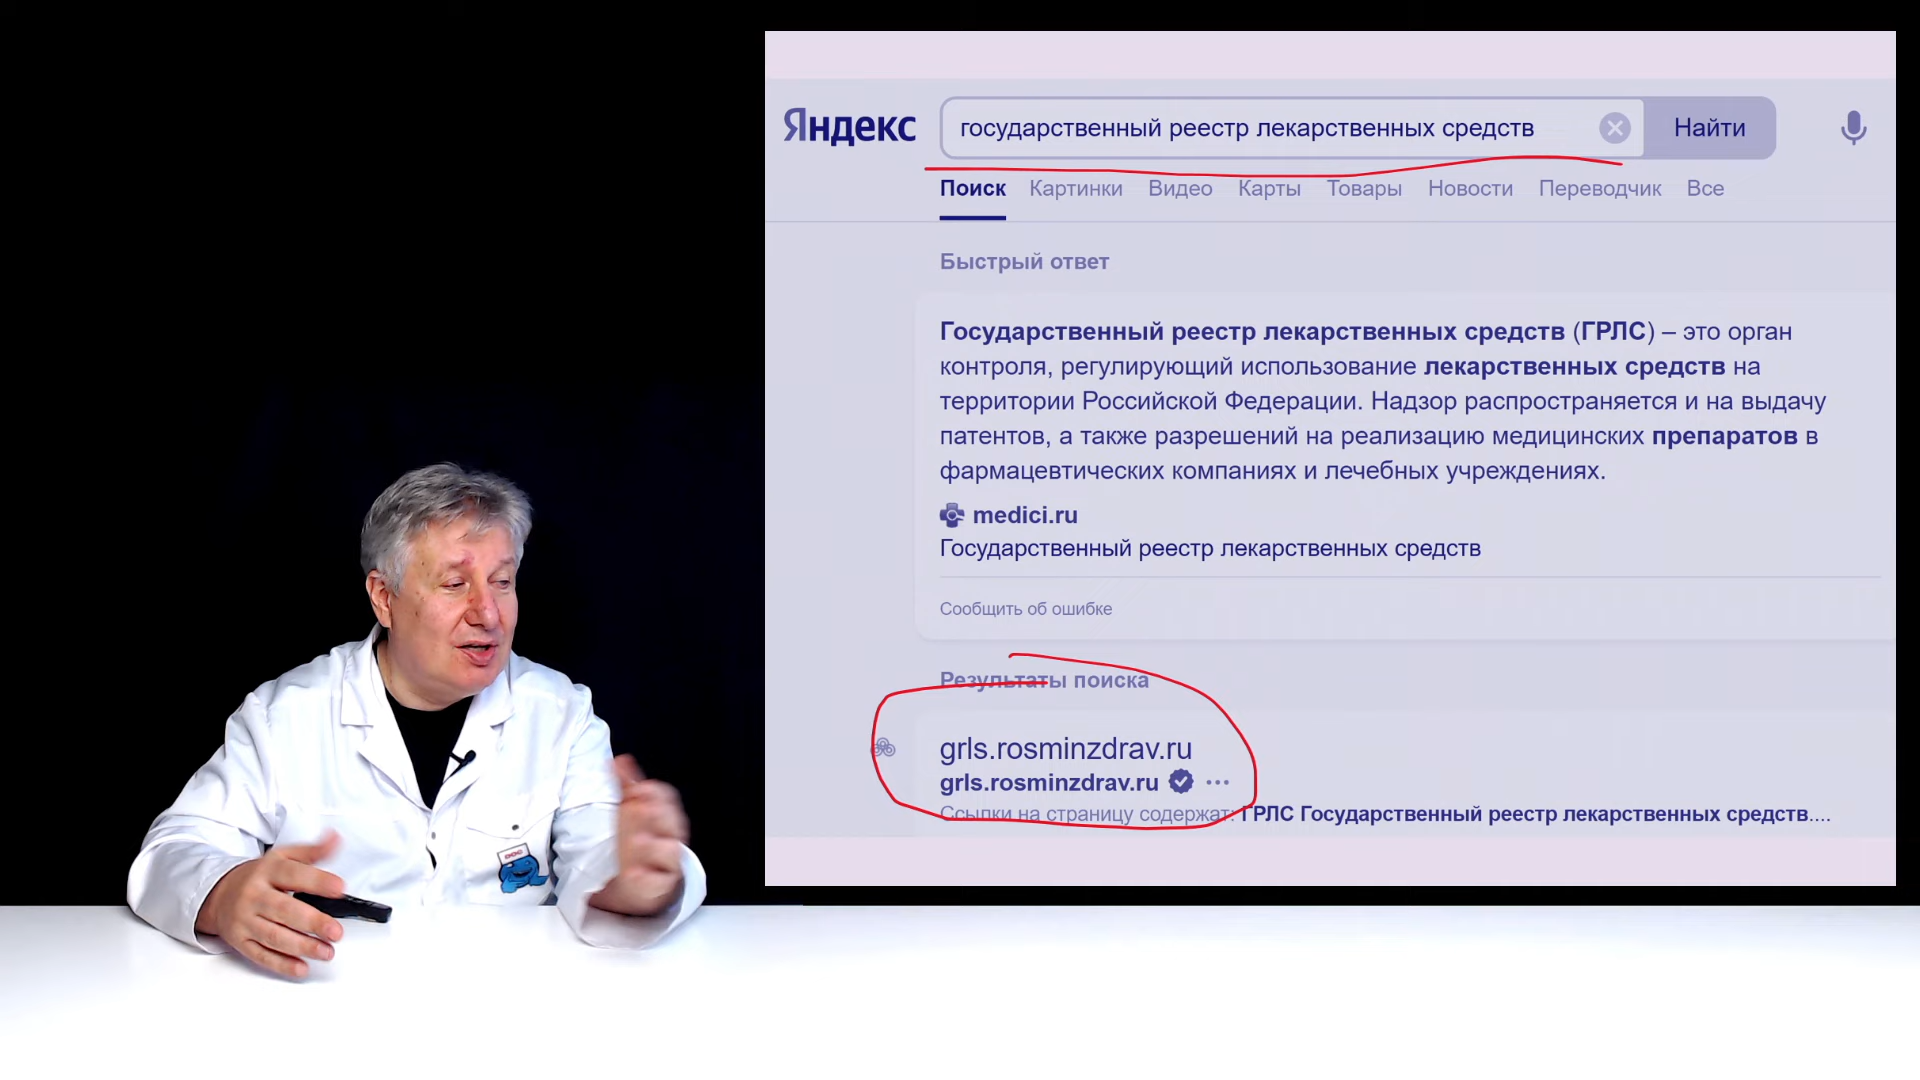 Яндекс
государственный реестр лекарственных средств
Найти
Поиск Картинки Видео Карты Товары Новости Переводчик Все
Быстрый ответ
Государственный реестр лекарственных средств (ГРЛС) – это орган
контроля, регулирующий использование лекарственных средств на
территории Российской Федерации. Надзор распространяется и на выдачу
патентов, а также разрешений на реализацию медицинских препаратов в
фармацевтических компаниях и лечебных учреждениях.
medici.ru
Государственный реестр лекарственных средств
Сообщить об ошибке
Результаты поиска
grls.rosminzdrav.ru
grls.rosminzdrav.ru
Ссылки на страницу содержат: ГРЛС Государственный реестр лекарственных средств....